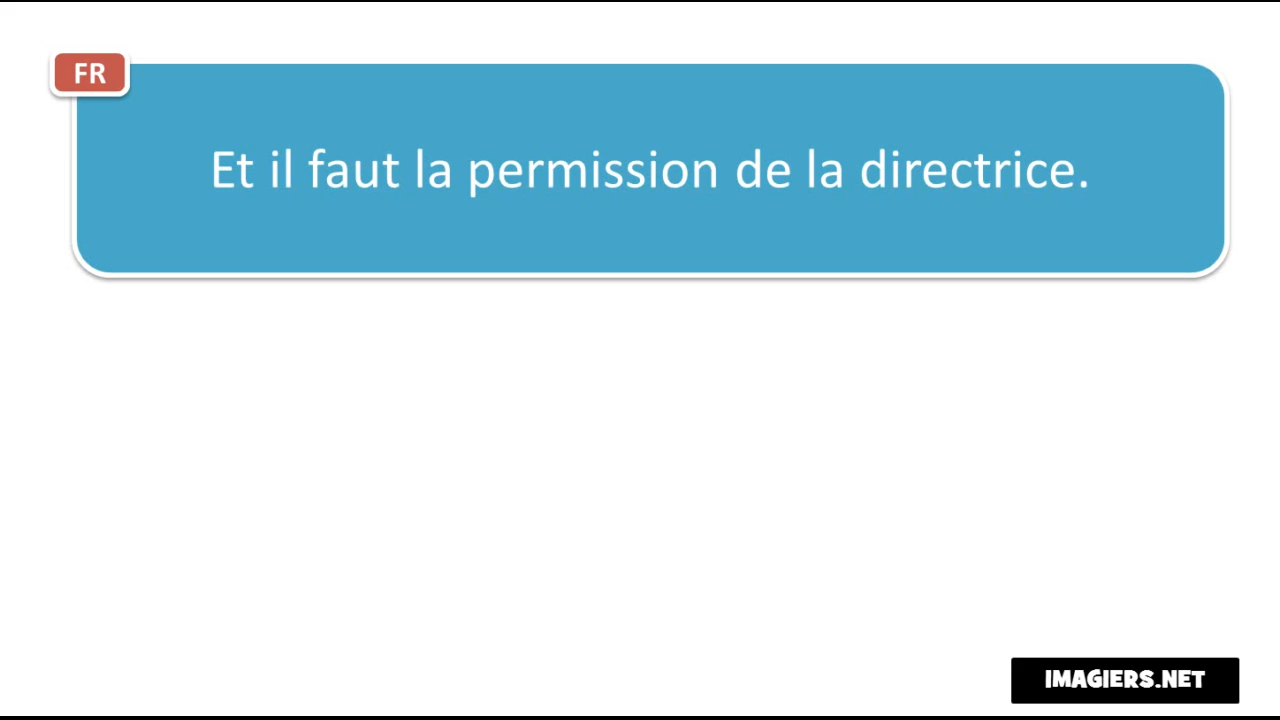 FR
Et il faut la permission de la directrice.
IMAGIERS.NET